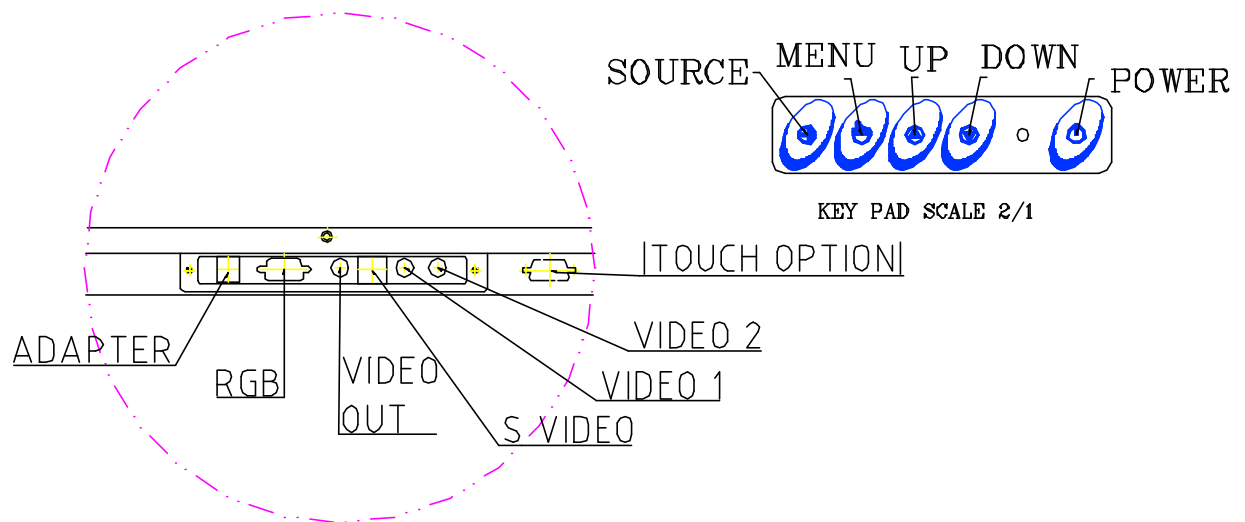 SOURCE
MENU
UP
DOWN
POWER
KEY PAD SCALE 2/1
TOUCH OPTION
ADAPTER
RGB
VIDEO
OUT
S VIDEO
VIDEO 1
VIDEO 2